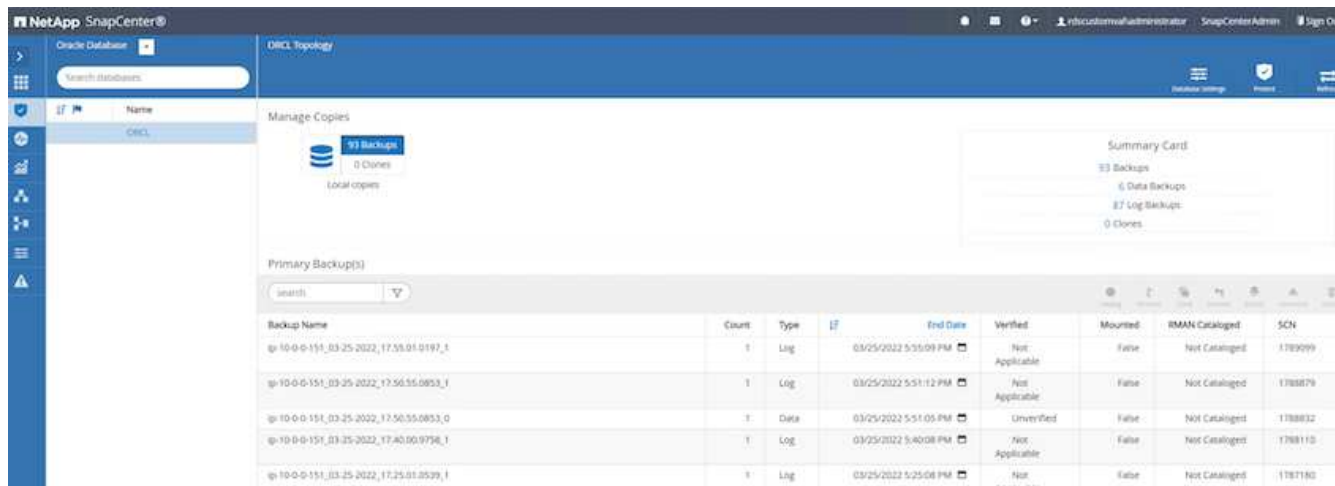 NetApp SnapCenter®
rdscustomval\administrator SnapCenterAdmin Sign O
Oracle Database
ORCL Topology
Search databases
Database Settings Protect Refresh
Name
ORCL
Manage Copies
93 Backups
0 Clones
Local copies
Summary Card
93 Backups
6 Data Backups
87 Log Backups
0 Clones
Primary Backup(s)
search
Backup Name Count Type End Date Verified Mounted RMAN Cataloged SCN
ip-10-0-0-151_03-25-2022_17.55.01.0197_1 1 Log 03/25/2022 5:55:09 PM Not Applicable False Not Cataloged 1789099
ip-10-0-0-151_03-25-2022_17.50.55.0853_1 1 Log 03/25/2022 5:51:12 PM Not Applicable False Not Cataloged 1788879
ip-10-0-0-151_03-25-2022_17.50.55.0853_0 1 Data 03/25/2022 5:51:05 PM Unverified False Not Cataloged 1788832
ip-10-0-0-151_03-25-2022_17.40.00.9758_1 1 Log 03/25/2022 5:40:08 PM Not Applicable False Not Cataloged 1788110
ip-10-0-0-151_03-25-2022_17.25.01.0539_1 1 Log 03/25/2022 5:25:08 PM Not False Not Cataloged 1787180